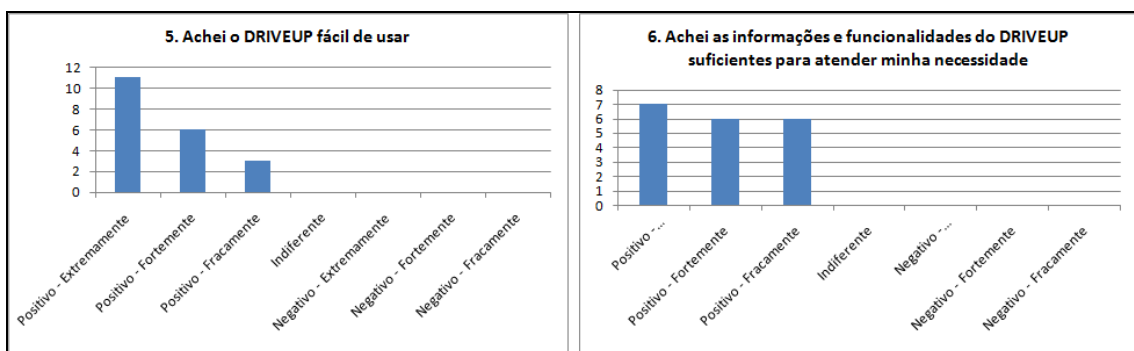 5. Achei o DRIVEUP fácil de usar
12
10
8
6
4
2
0
Positivo - Extremamente
Positivo - Fortemente
Positivo - Fracamente
Indiferente
Negativo - Extremamente
Negativo - Fortemente
Negativo - Fracamente
6. Achei as informações e funcionalidades do DRIVEUP
suficientes para atender minha necessidade
8
7
6
5
4
3
2
1
0
Positivo - ...
Positivo - Fortemente
Positivo - Fracamente
Indiferente
Negativo - ...
Negativo - Fortemente
Negativo - Fracamente